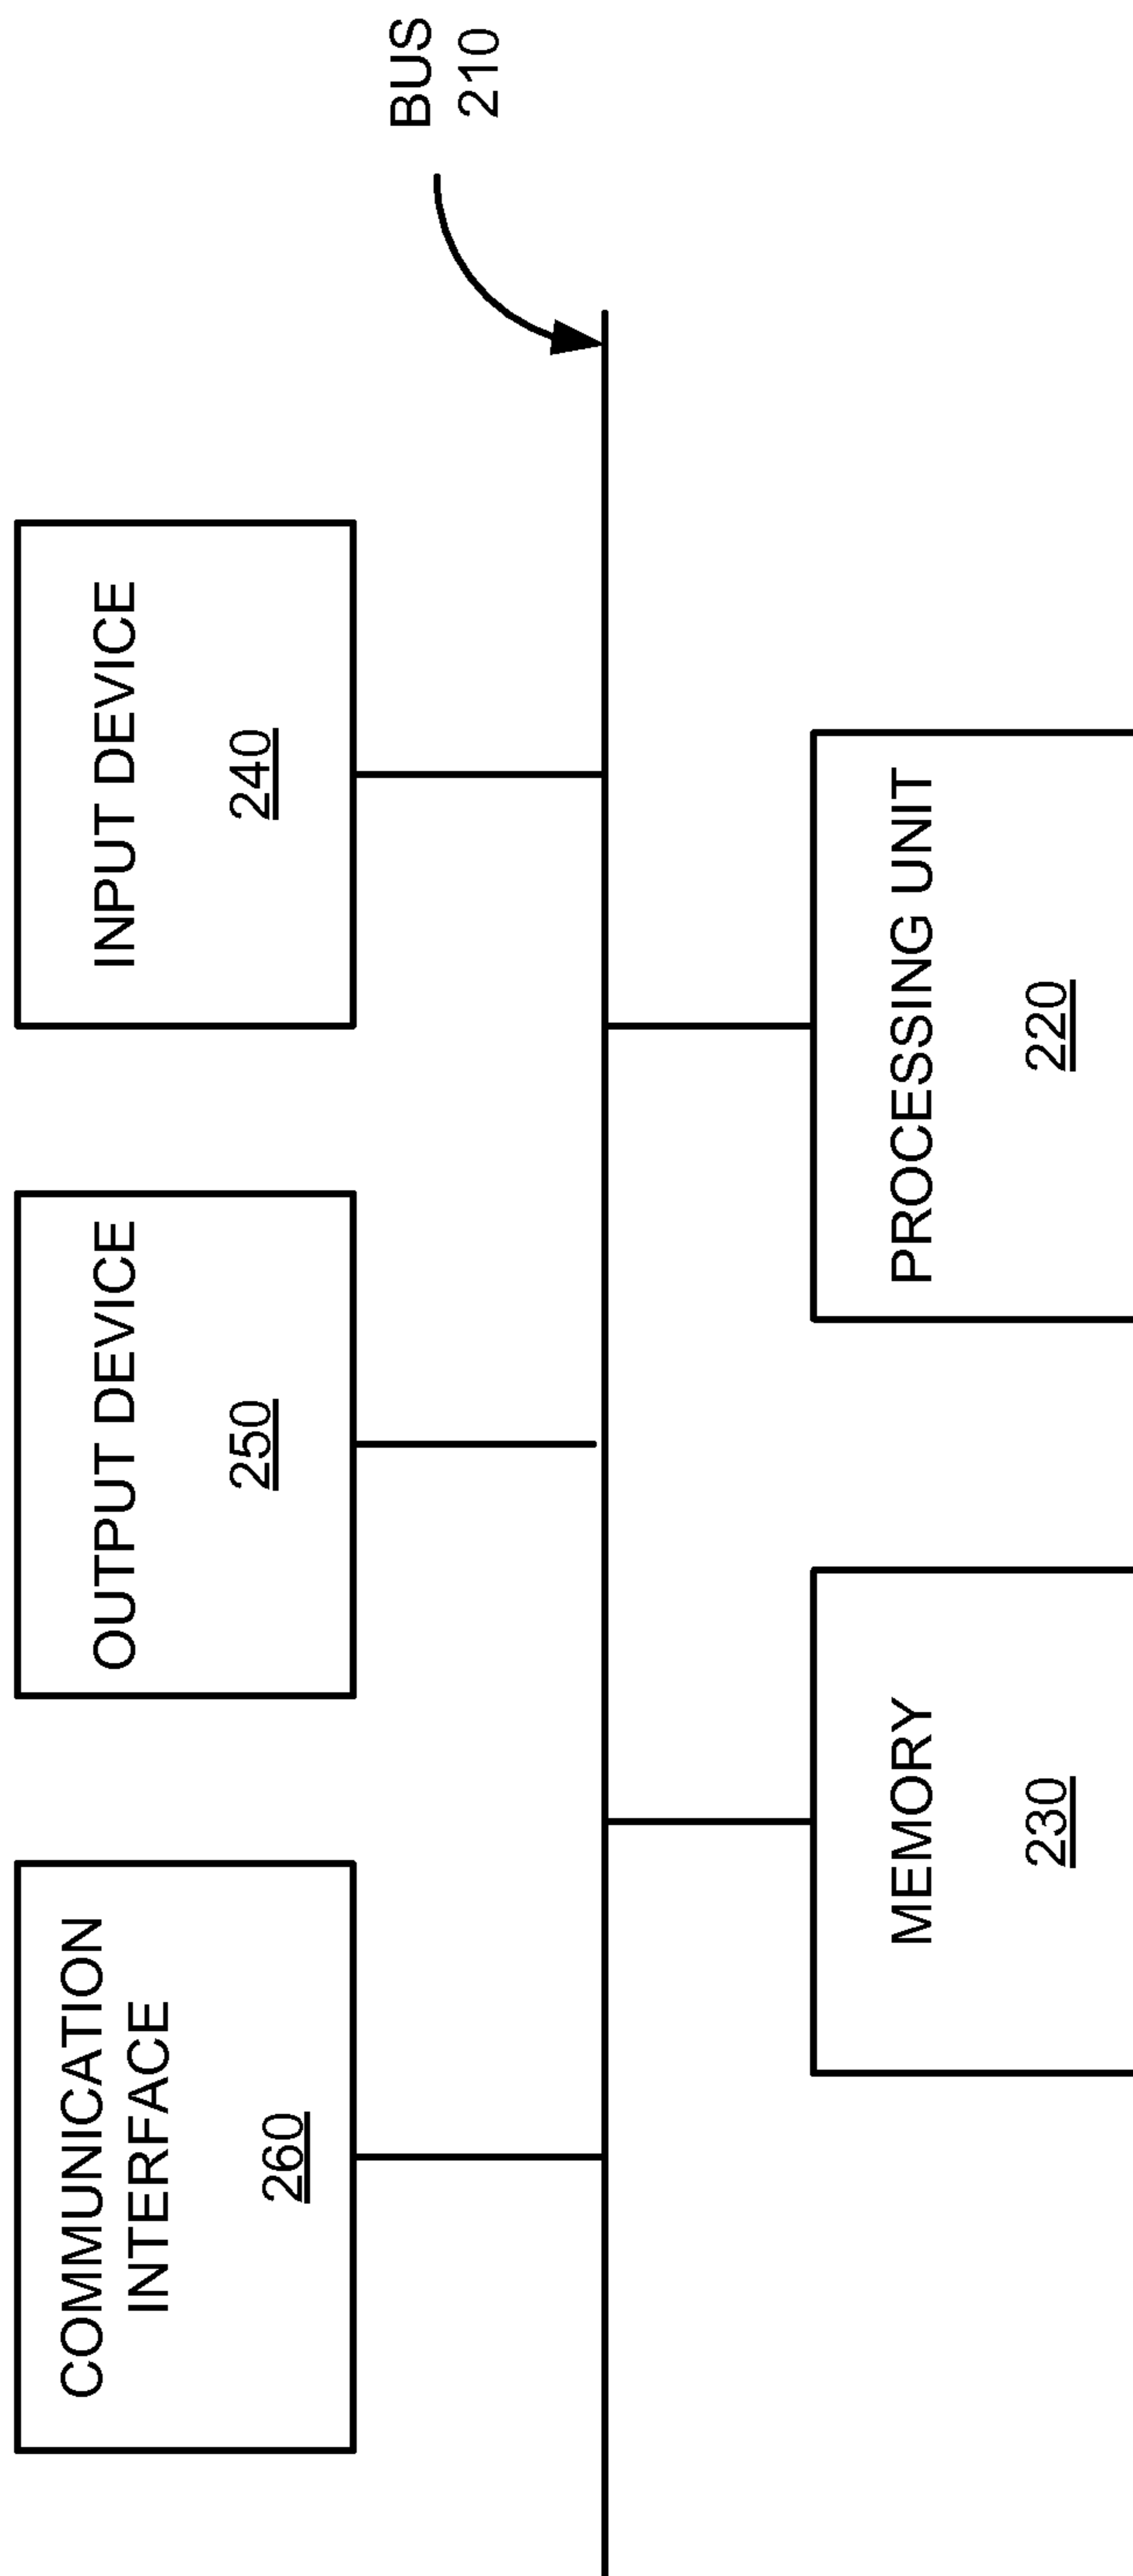 COMMUNICATION
INTERFACE
260
OUTPUT DEVICE
250
INPUT DEVICE
240
BUS
210
MEMORY
230
PROCESSING UNIT
220